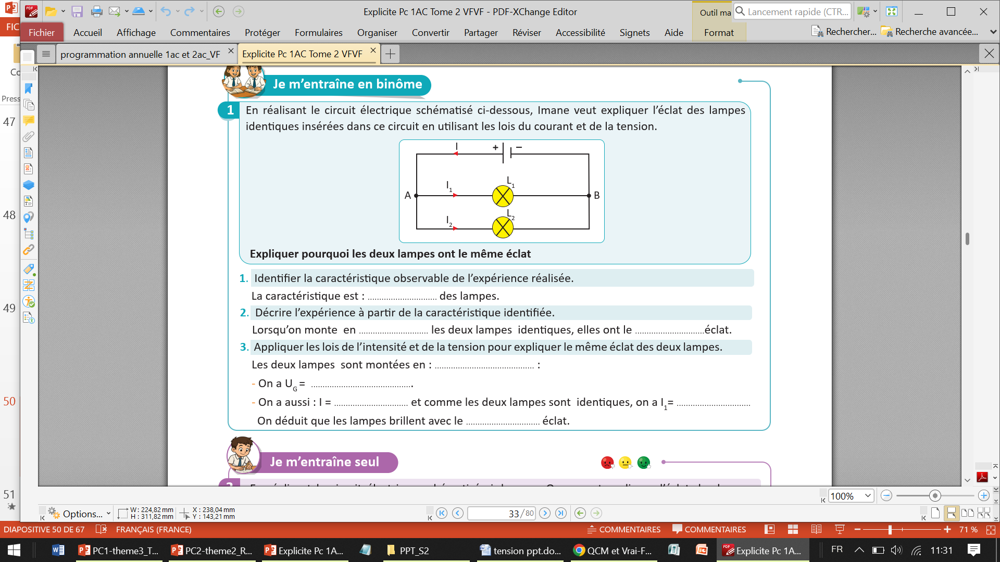 Explicite Pc 1AC Tome 2 VFVF - PDF-XChange Editor
Outil ma
Lancement rapide (CTR...
FIC
Fichier
Accueil
Affichage
Commentaires
Protéger
Formulaires
Organiser
Convertir
Partager
Réviser
Accessibilité
Signets
Aide
Format
Rechercher...
Recherche avancée...
programmation annuelle 1ac et 2ac_VF
Explicite Pc 1AC Tome 2 VFVF
Co
Press
47
48
49
50
51
Je m'entraîne en binôme
1 En réalisant le circuit électrique schématisé ci-dessous, Imane veut expliquer l'éclat des lampes
identiques insérées dans ce circuit en utilisant les lois du courant et de la tension.
I + −
L1
I1
A B
L2
I2
Expliquer pourquoi les deux lampes ont le même éclat
1. Identifier la caractéristique observable de l'expérience réalisée.
La caractéristique est : .............................. des lampes.
2. Décrire l'expérience à partir de la caractéristique identifiée.
Lorsqu'on monte en .............................. les deux lampes identiques, elles ont le ..............................éclat.
3. Appliquer les lois de l'intensité et de la tension pour expliquer le même éclat des deux lampes.
Les deux lampes sont montées en : ........................................... :
- On a UG = ............................................
- On a aussi : I = ................................ et comme les deux lampes sont identiques, on a I1= ................................
On déduit que les lampes brillent avec le ................................ éclat.
Je m'entraîne seul
100%
Options...
W : 224,82 mm
H : 311,82 mm
X : 238,04 mm
Y : 143,21 mm
33 / 80
DIAPOSITIVE 50 DE 67
FRANÇAIS (FRANCE)
COMMENTAIRES
COMMENTAIRES
71 %
PC1-theme3_T...
PC2-theme2_R...
Explicite Pc 1A...
PPT_S2
tension ppt.do...
QCM et Vrai-F...
Explicite Pc 1A...
FR
11:31